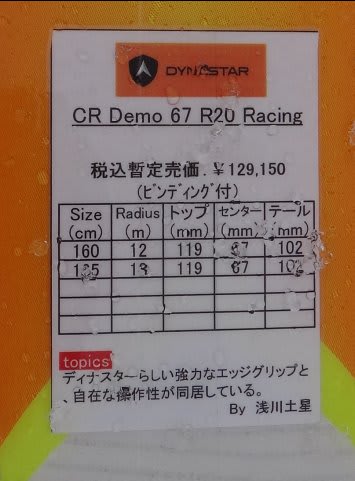 DYNASTAR
CR Demo 67 R20 Racing
税込暫定売価．￥129,150
(ビンディング付)
Size (cm) Radius (m) トップ (mm) センター (mm) テール (mm)
160 12 119 67 102
165 13 119 67 102
topics
ディナスターらしい強力なエッジグリップと
、自在な操作性が同居している。
By 浅川土星